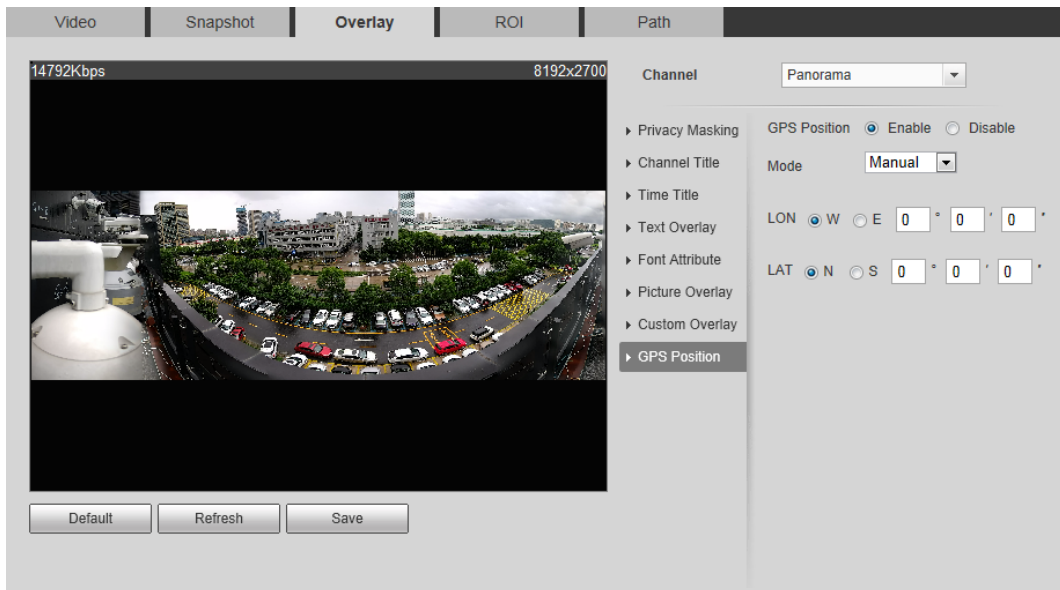 Video Snapshot Overlay ROI Path
14792Kbps 8192x2700
Channel Panorama
Privacy Masking
Channel Title
Time Title
Text Overlay
Font Attribute
Picture Overlay
Custom Overlay
GPS Position
GPS Position Enable Disable
Mode Manual
LON W E 0 ° 0 ' 0 "
LAT N S 0 ° 0 ' 0 "
Default Refresh Save